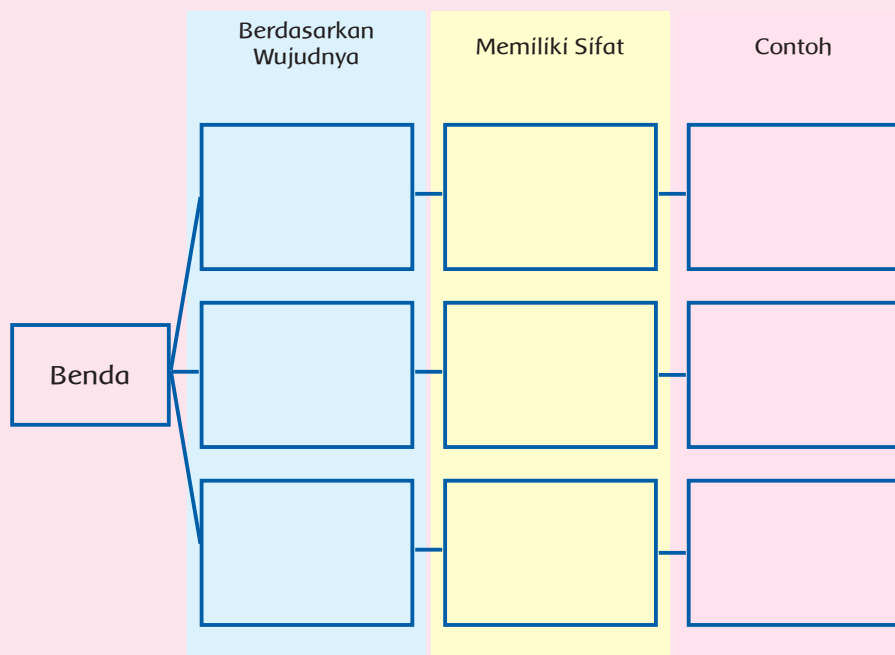 Berdasarkan
Wujudnya
Memiliki Sifat
Contoh
Benda